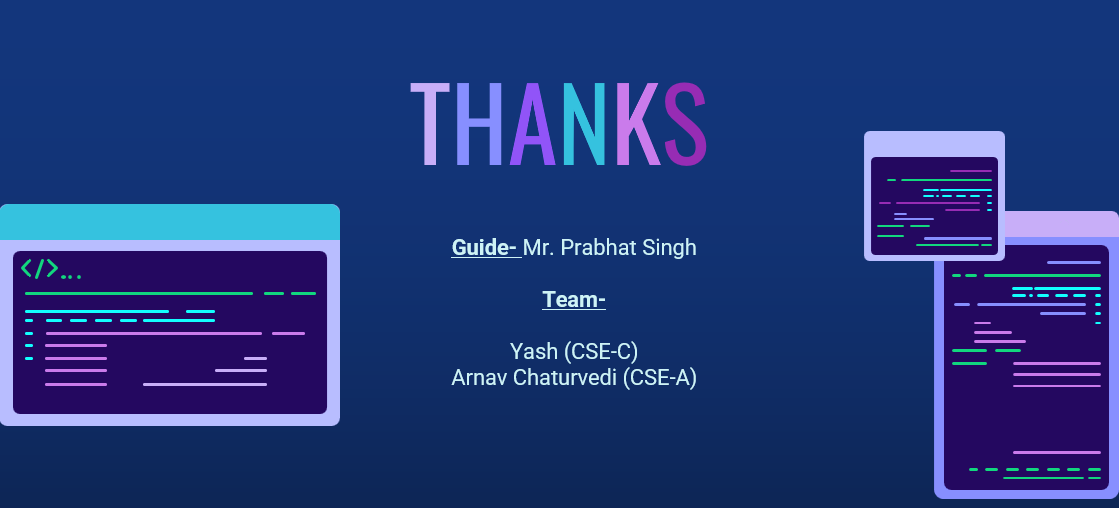 THANKS
Guide- Mr. Prabhat Singh
Team-
Yash (CSE-C)
Arnav Chaturvedi (CSE-A)
</>...